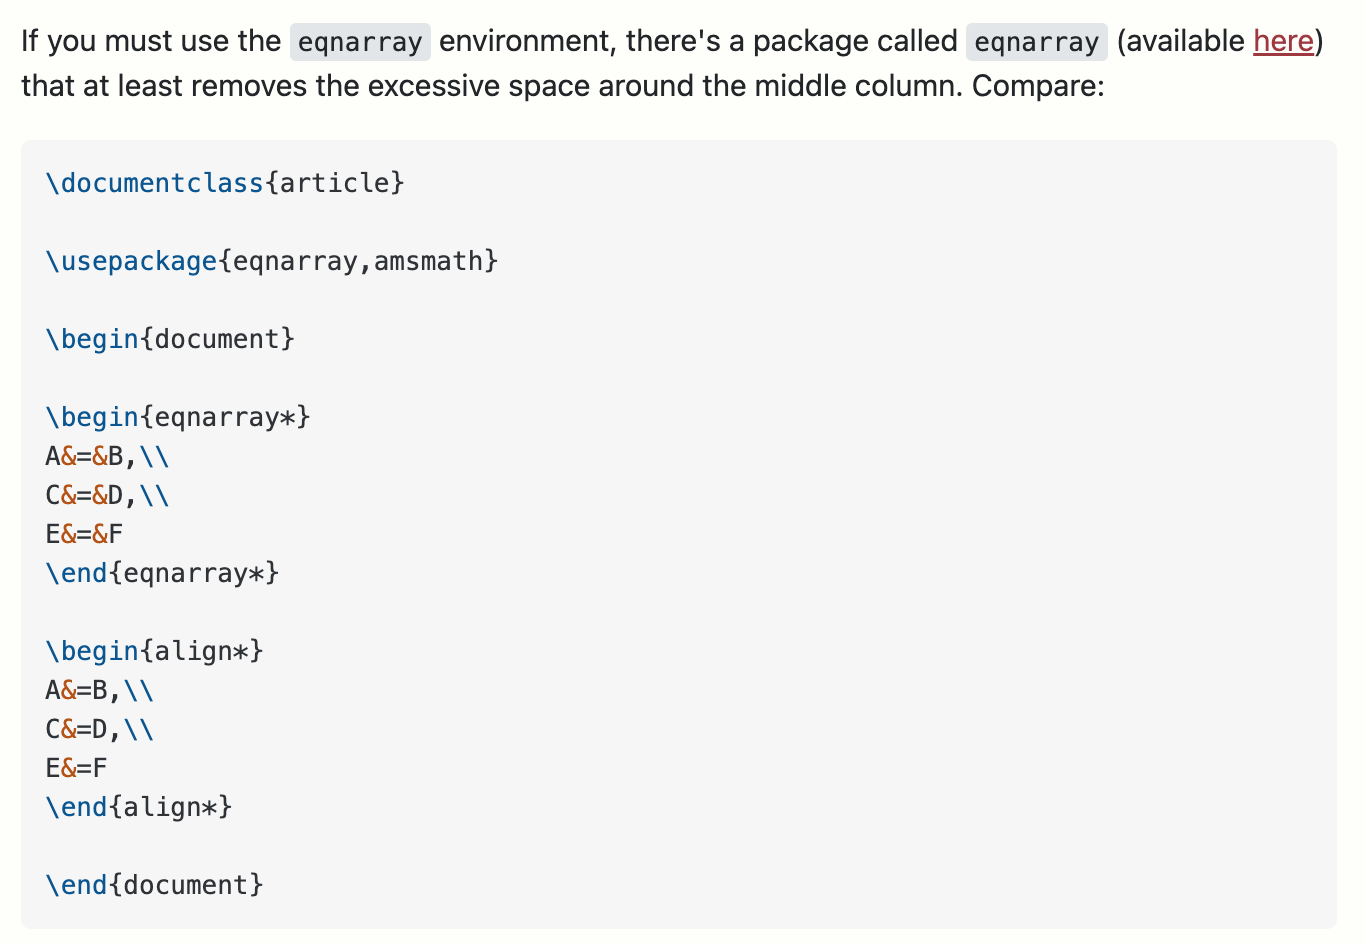 If you must use the eqnarray environment, there's a package called eqnarray (available here)
that at least removes the excessive space around the middle column. Compare:
\documentclass{article}
\usepackage{eqnarray,amsmath}
\begin{document}
\begin{eqnarray*}
A&=&B,\\
C&=&D,\\
E&=&F
\end{eqnarray*}
\begin{align*}
A&=B,\\
C&=D,\\
E&=F
\end{align*}
\end{document}